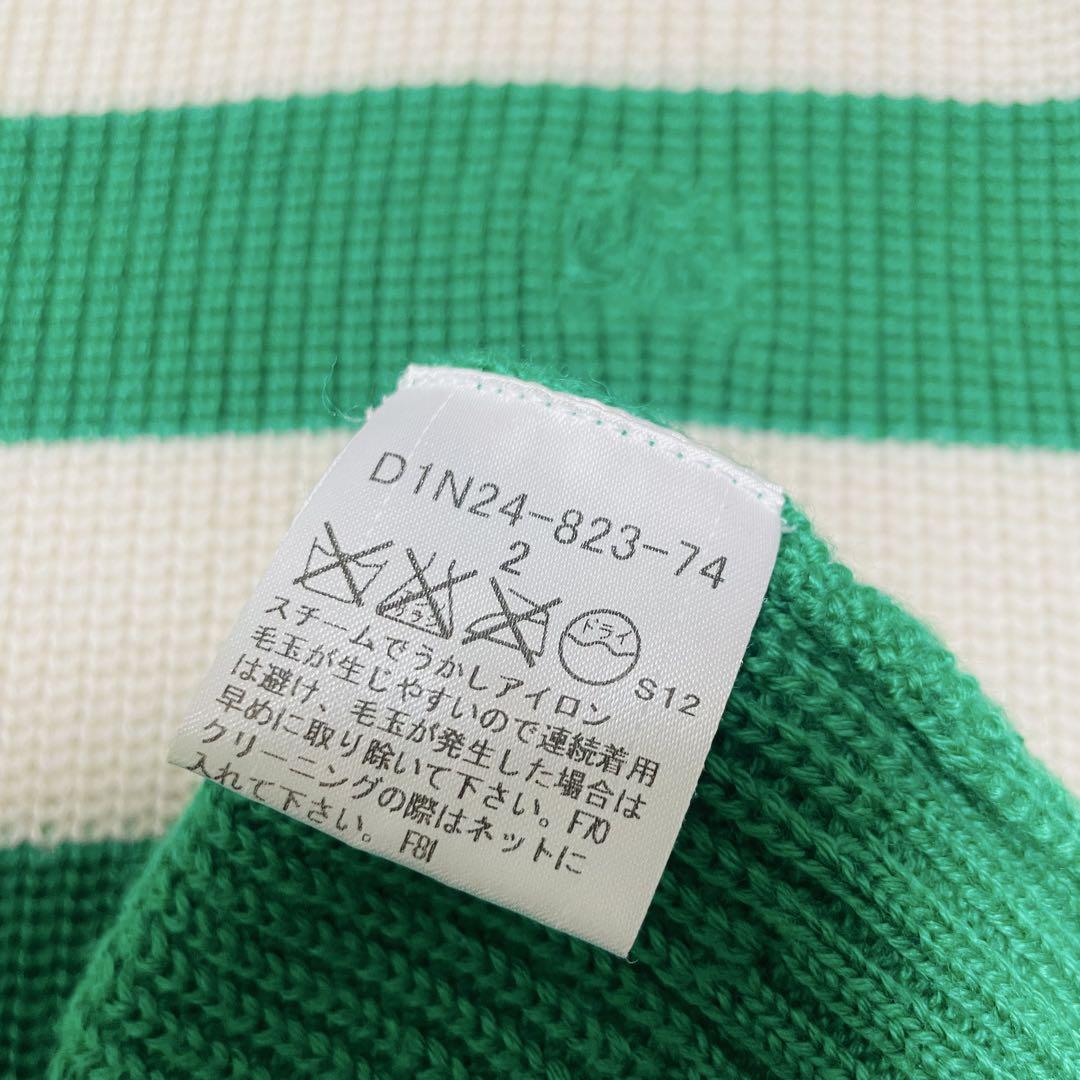 D1N24-823-74
2
ドライ
S12
スチームでうかしアイロン
毛玉が生じやすいので連続着用
は避け、毛玉が発生した場合は
早めに取り除いて下さい。F70
クリーニングの際はネットに
入れて下さい。 F81